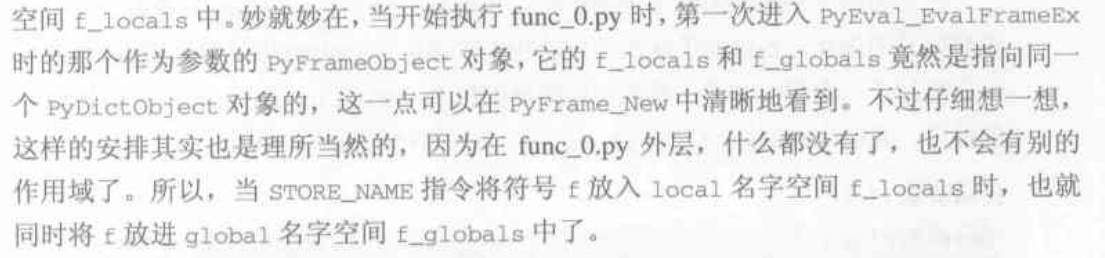 空间 f_locals 中。妙就妙在，当开始执行 func_0.py 时，第一次进入 PyEval_EvalFrameEx
时的那个作为参数的 PyFrameObject 对象，它的 f_locals 和 f_globals 竟然是指向同一
个 PyDictObject 对象的，这一点可以在 PyFrame_New 中清晰地看到。不过仔细想一想，
这样的安排其实也是理所当然的，因为在 func_0.py 外层，什么都没有了，也不会有别的
作用域了。所以，当 STORE_NAME 指令将符号 f 放入 local 名字空间 f_locals 时，也就
同时将 f 放进 global 名字空间 f_globals 中了。